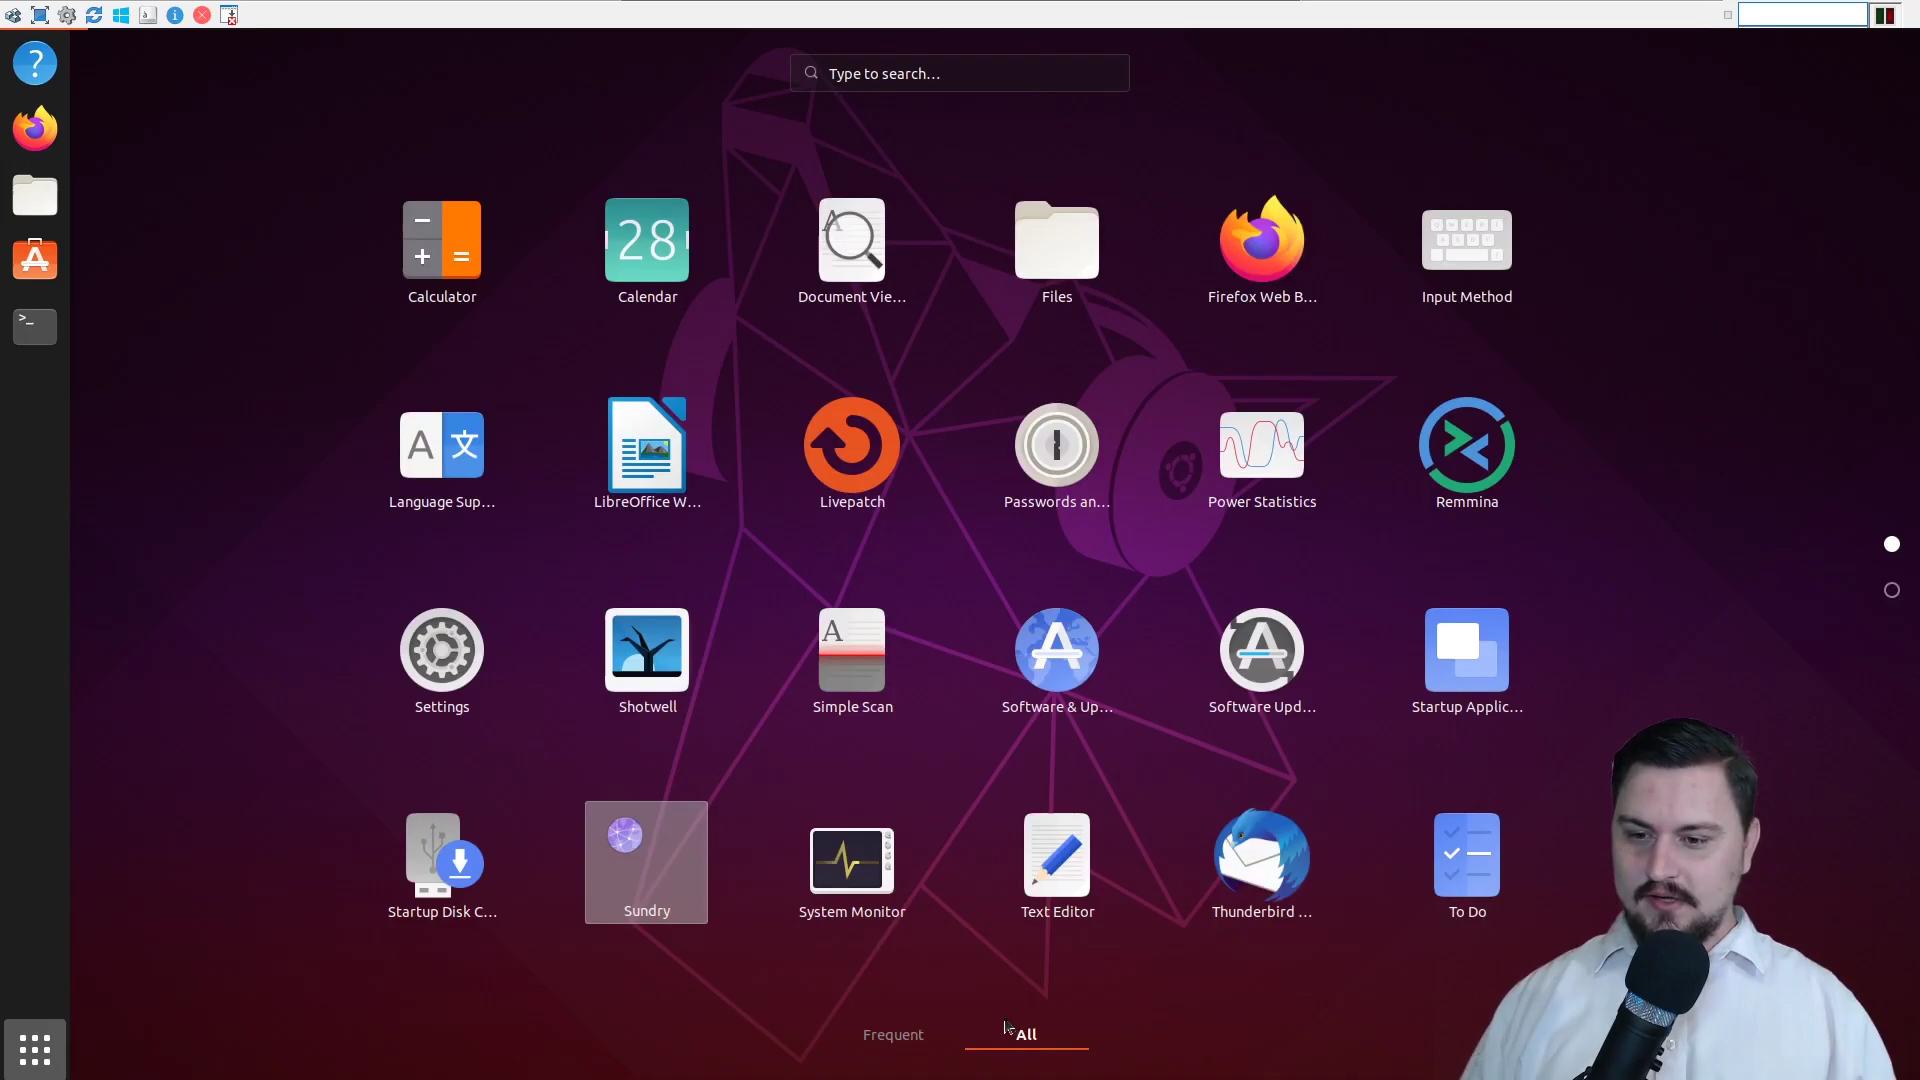 Type to search...
28
Calculator
Calendar
Document Vie...
Files
Firefox Web B...
Input Method
A 文
Language Sup...
LibreOffice W...
Livepatch
Passwords an...
Power Statistics
Remmina
A
Settings
Shotwell
Simple Scan
Software & Up...
Software Upd...
Startup Applic...
Startup Disk C...
Sundry
System Monitor
Text Editor
Thunderbird ...
To Do
Frequent
All